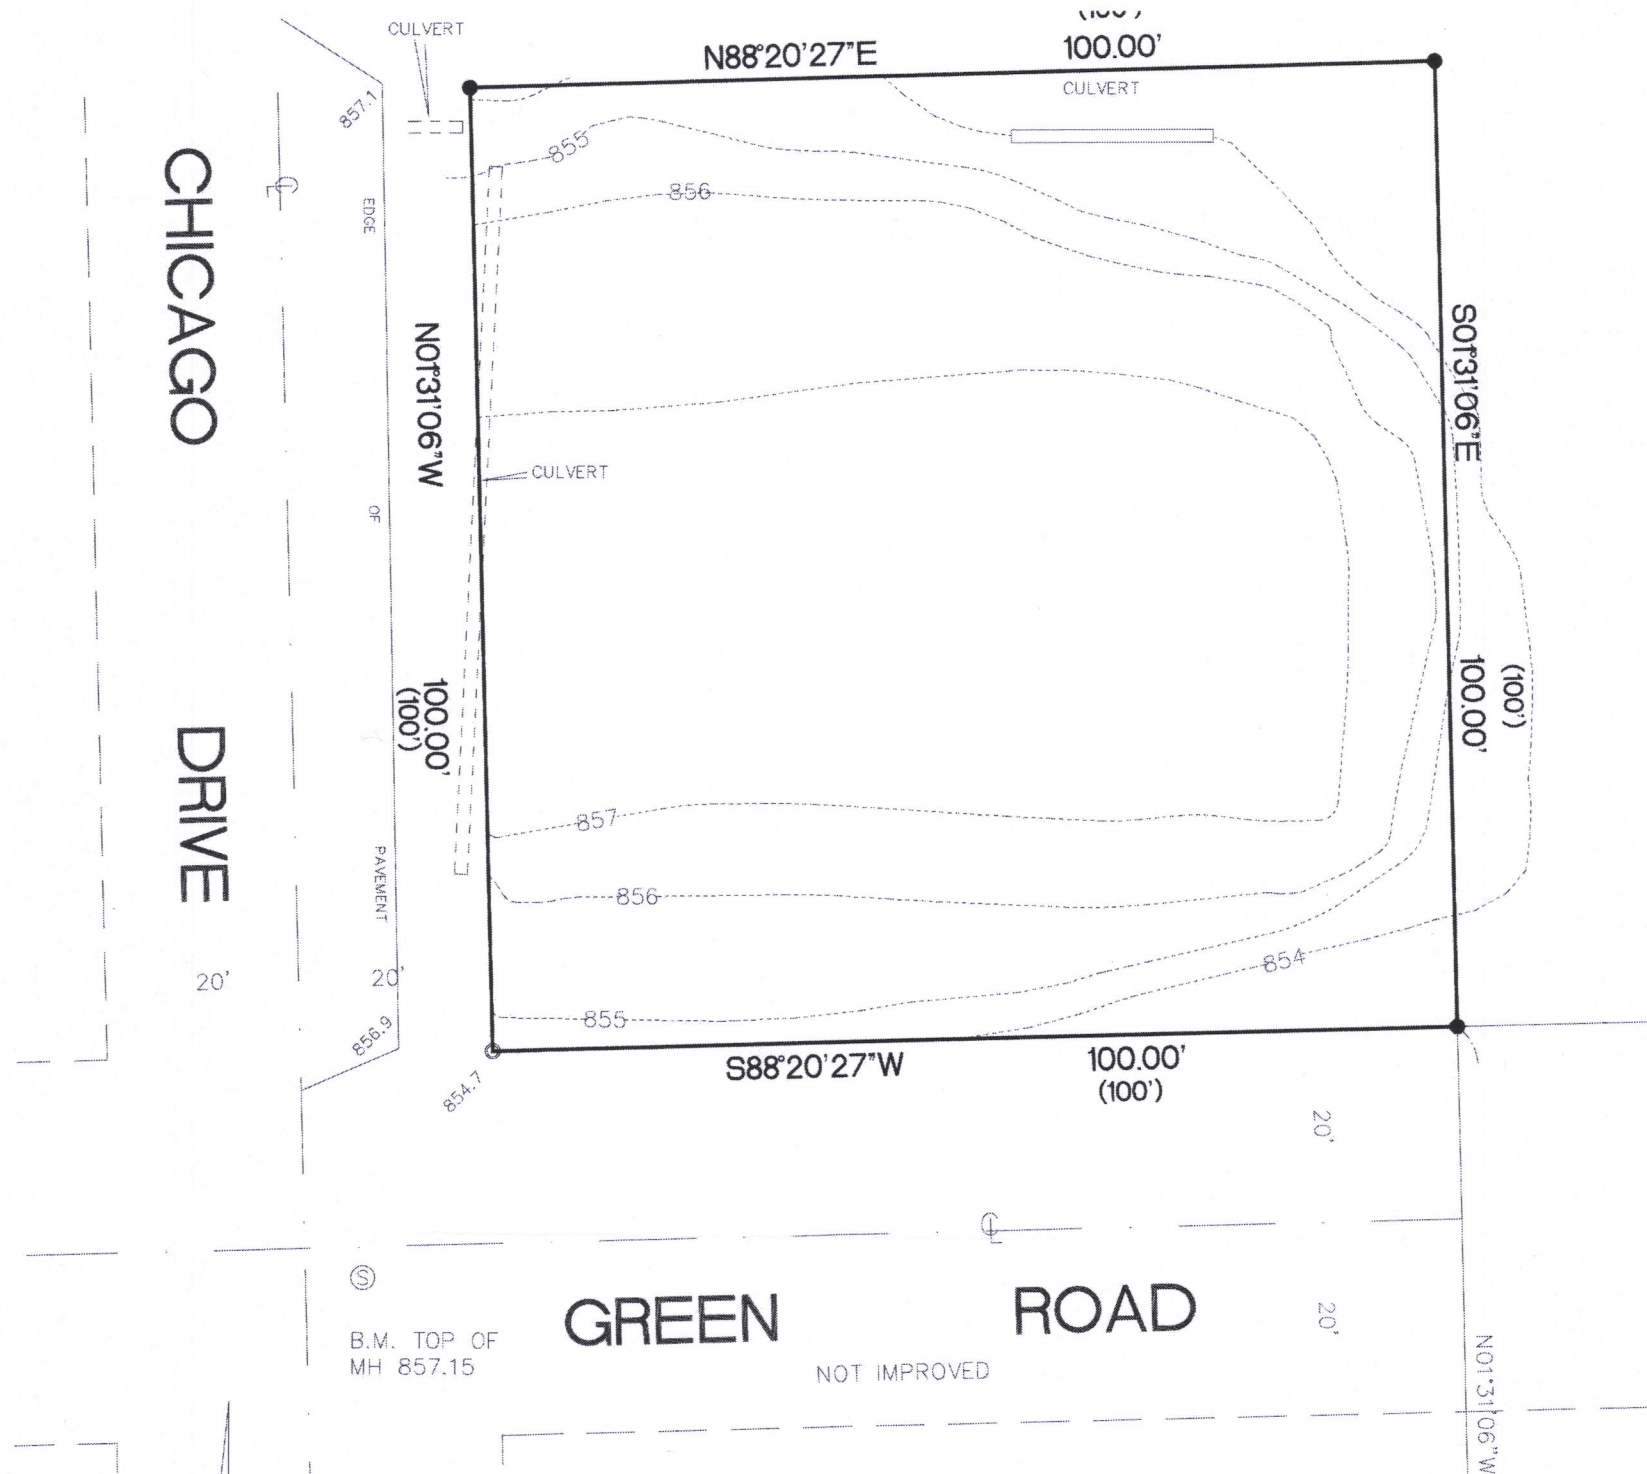 CULVERT
N88°20'27"E
(100')
100.00'
CULVERT
857.1
CHICAGO
DRIVE
℄
EDGE
OF
PAVEMENT
855
856
N01°31'06"W
100.00'
(100')
CULVERT
S01°31'06"E
(100')
100.00'
857
856
855
854
20'
20'
856.9
854.7
S88°20'27"W
100.00'
(100')
20'
℄
S
B.M. TOP OF
MH 857.15
GREEN ROAD
NOT IMPROVED
20'
N01°31'06"W